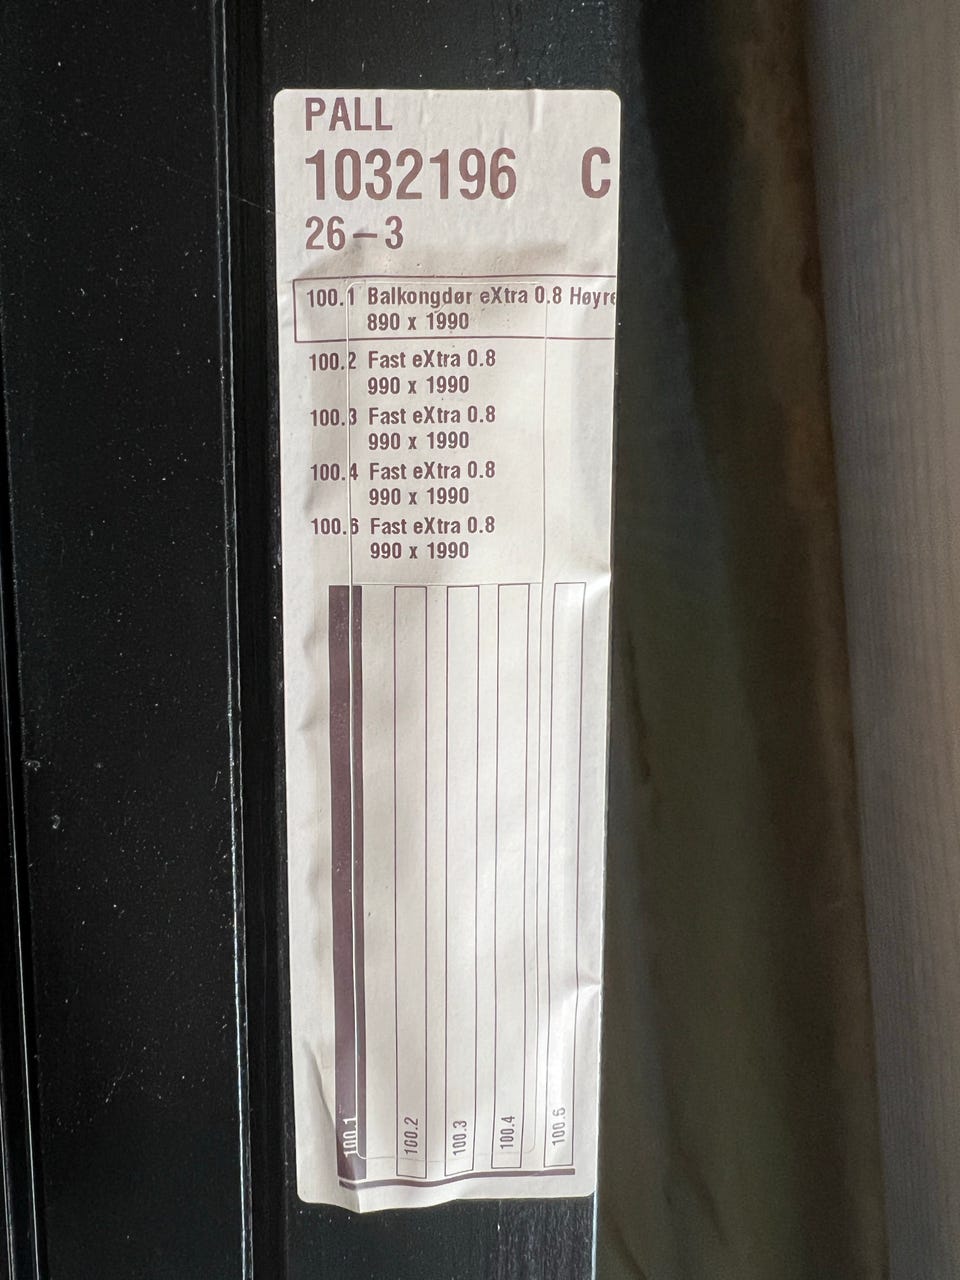 PALL
1032196 C
26-3
100.1 Balkongdør eXtra 0.8 Høyre
890 x 1990
100.2 Fast eXtra 0.8
990 x 1990
100.3 Fast eXtra 0.8
990 x 1990
100.4 Fast eXtra 0.8
990 x 1990
100.6 Fast eXtra 0.8
990 x 1990
100.1
100.2
100.3
100.4